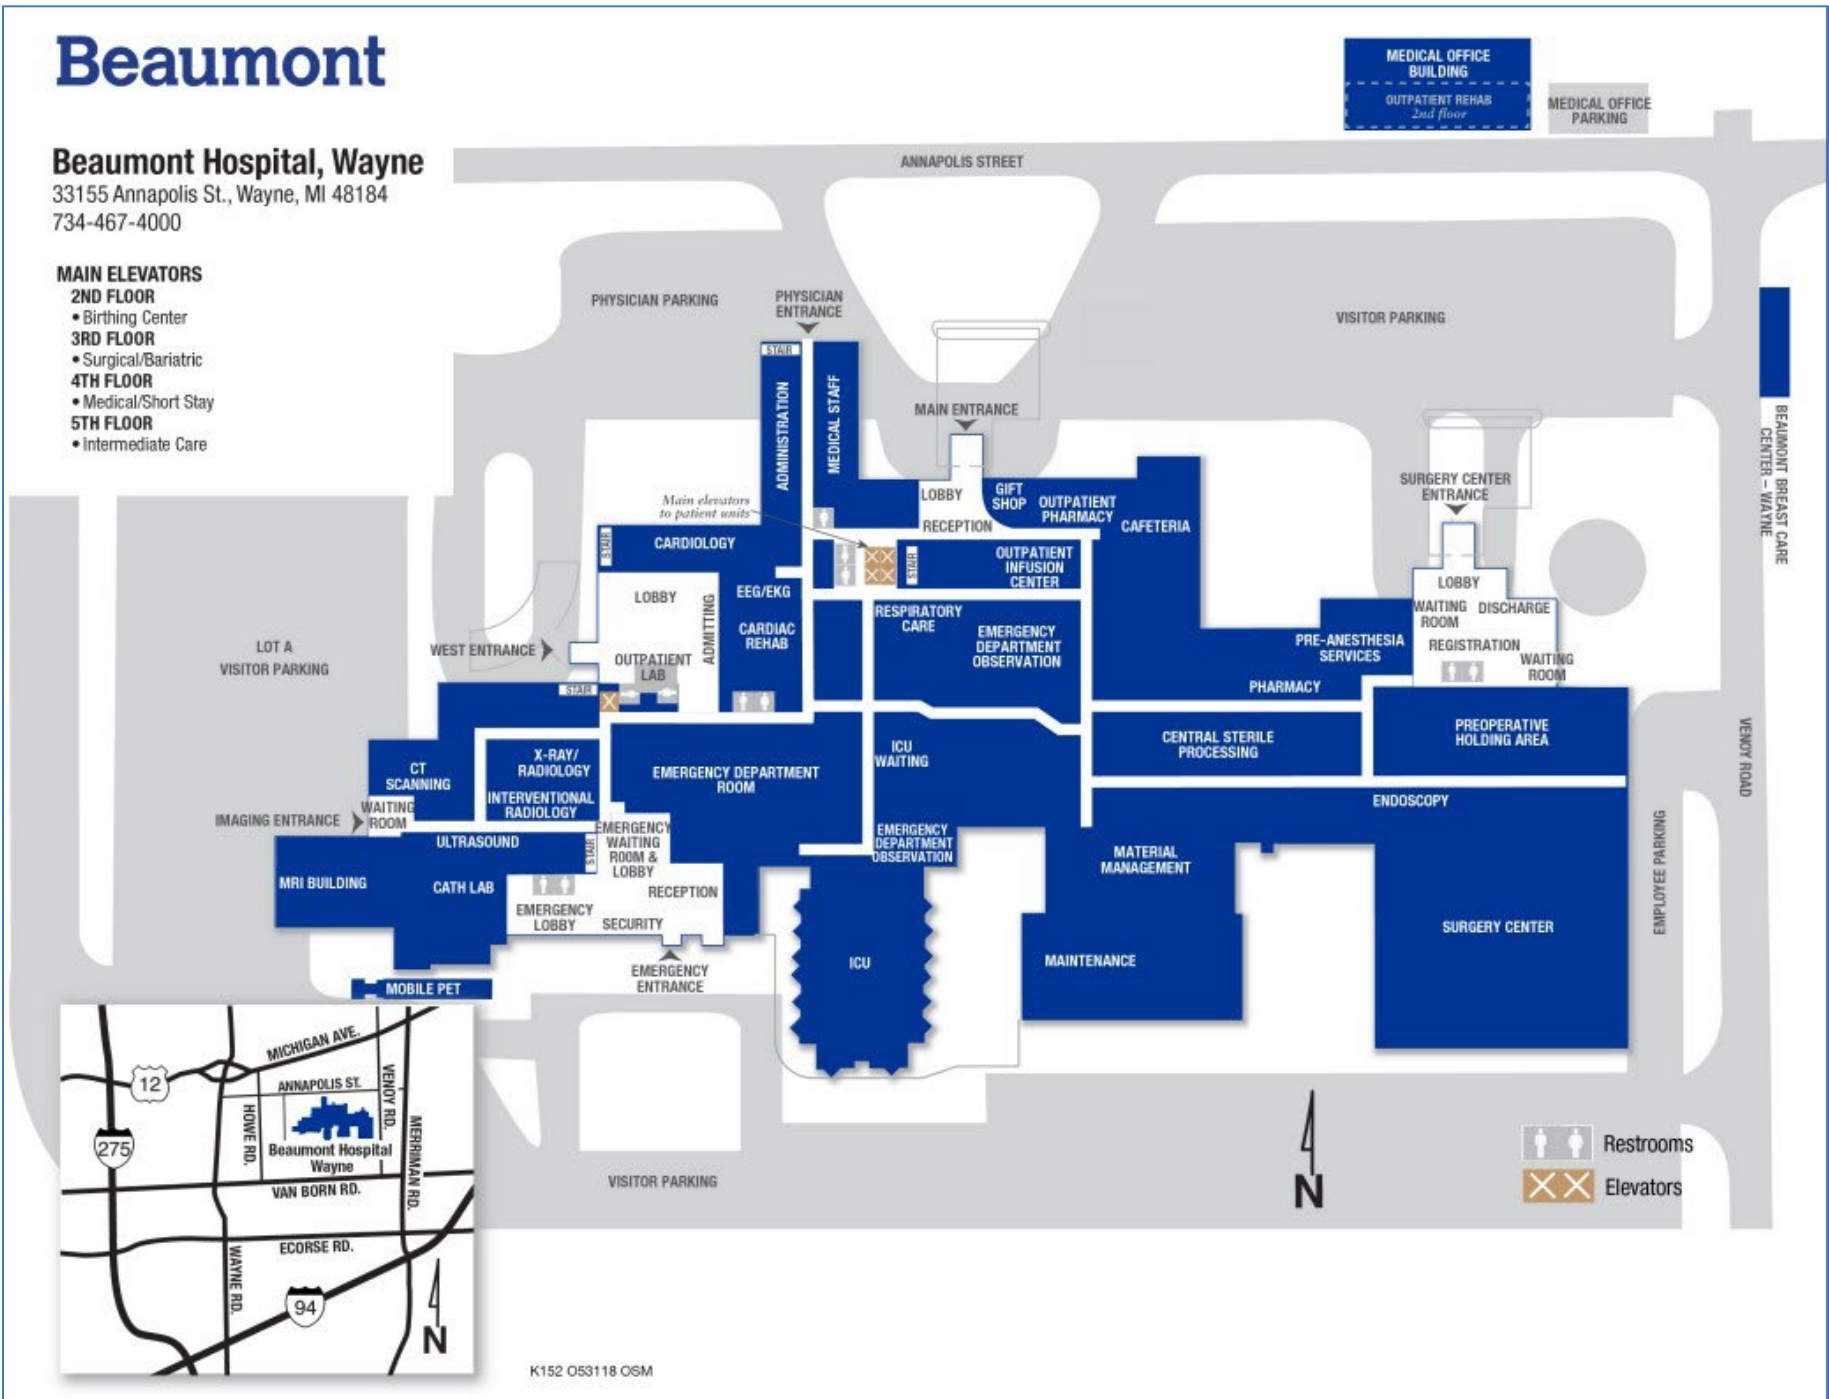 Beaumont
Beaumont Hospital, Wayne
33155 Annapolis St., Wayne, MI 48184
734-467-4000
MAIN ELEVATORS
2ND FLOOR
• Birthing Center
3RD FLOOR
• Surgical/Bariatric
4TH FLOOR
• Medical/Short Stay
5TH FLOOR
• Intermediate Care
MEDICAL OFFICE
BUILDING
OUTPATIENT REHAB
2nd floor
MEDICAL OFFICE
PARKING
ANNAPOLIS STREET
PHYSICIAN PARKING
PHYSICIAN
ENTRANCE
VISITOR PARKING
STAIR
ADMINISTRATION
MEDICAL STAFF
MAIN ENTRANCE
BEAUMONT BREAST CARE
CENTER – WAYNE
SURGERY CENTER
ENTRANCE
Main elevators
to patient units
LOBBY
GIFT
SHOP
OUTPATIENT
PHARMACY
RECEPTION
CAFETERIA
STAIR
CARDIOLOGY
STAIR
OUTPATIENT
INFUSION
CENTER
LOBBY
ADMITTING
EEG/EKG
CARDIAC
REHAB
RESPIRATORY
CARE
EMERGENCY
DEPARTMENT
OBSERVATION
LOBBY
WAITING
ROOM
DISCHARGE
PRE-ANESTHESIA
SERVICES
REGISTRATION
WAITING
ROOM
LOT A
VISITOR PARKING
WEST ENTRANCE
OUTPATIENT
LAB
STAIR
PHARMACY
PREOPERATIVE
HOLDING AREA
CENTRAL STERILE
PROCESSING
ICU
WAITING
CT
SCANNING
X-RAY/
RADIOLOGY
INTERVENTIONAL
RADIOLOGY
EMERGENCY DEPARTMENT
ROOM
VENOY ROAD
IMAGING ENTRANCE
WAITING
ROOM
ENDOSCOPY
ULTRASOUND
STAIR
EMERGENCY
WAITING
ROOM &
LOBBY
EMERGENCY
DEPARTMENT
OBSERVATION
MATERIAL
MANAGEMENT
EMPLOYEE PARKING
MRI BUILDING
CATH LAB
RECEPTION
EMERGENCY
LOBBY
SECURITY
SURGERY CENTER
EMERGENCY
ENTRANCE
ICU
MAINTENANCE
MOBILE PET
MICHIGAN AVE.
12
ANNAPOLIS ST.
VENOY RD.
HOWE RD.
MERRIMAN RD.
275
Beaumont Hospital
Wayne
VAN BORN RD.
ECORSE RD.
WAYNE RD.
94
N
VISITOR PARKING
N
Restrooms
Elevators
K152 053118 OSM